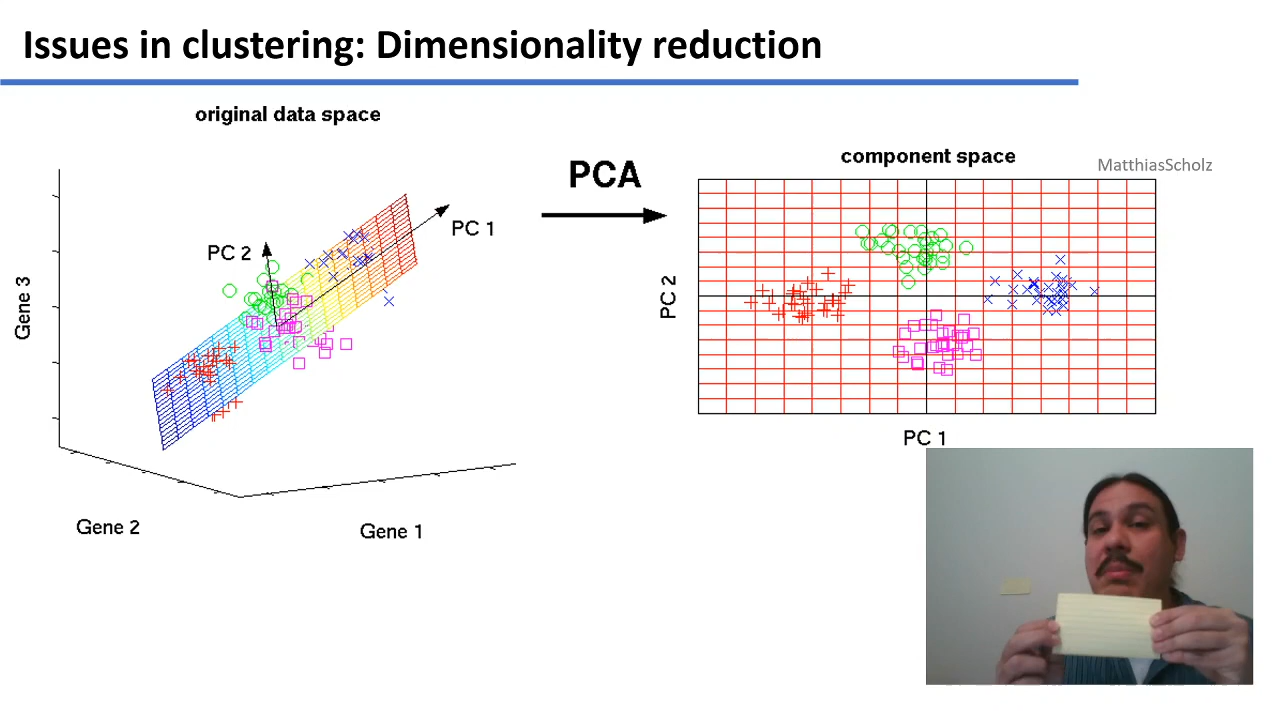 Issues in clustering: Dimensionality reduction
original data space
PCA
component space
MatthiasScholz
PC 1
PC 2
Gene 3
PC 2
Gene 2
Gene 1
PC 1